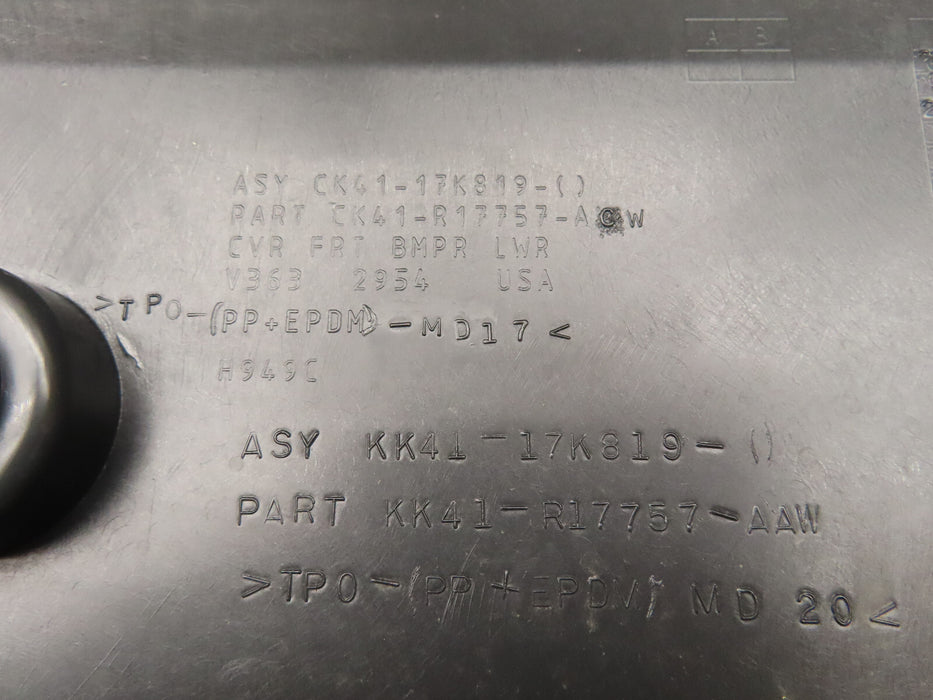 A B
ASY CK41-17K819-()
PART CK41-R17757-ACW
CVR FRT BMPR LWR
V363 2954 USA
>TPO-(PP+EPDM)-MD17<
H949C
ASY KK41-17K819-()
PART KK41-R17757-AAW
>TPO-(PP+EPDM) MD 20<